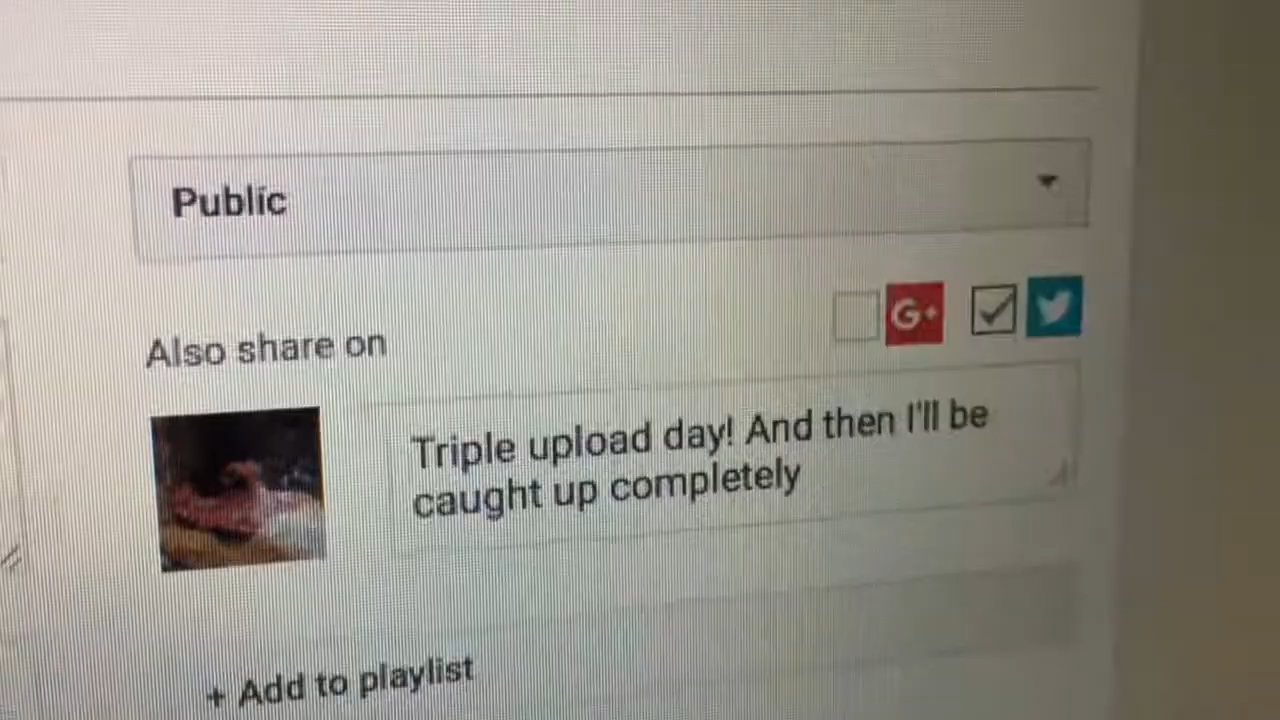 Public
Also share on
G+
Triple upload day! And then I'll be
caught up completely
+ Add to playlist